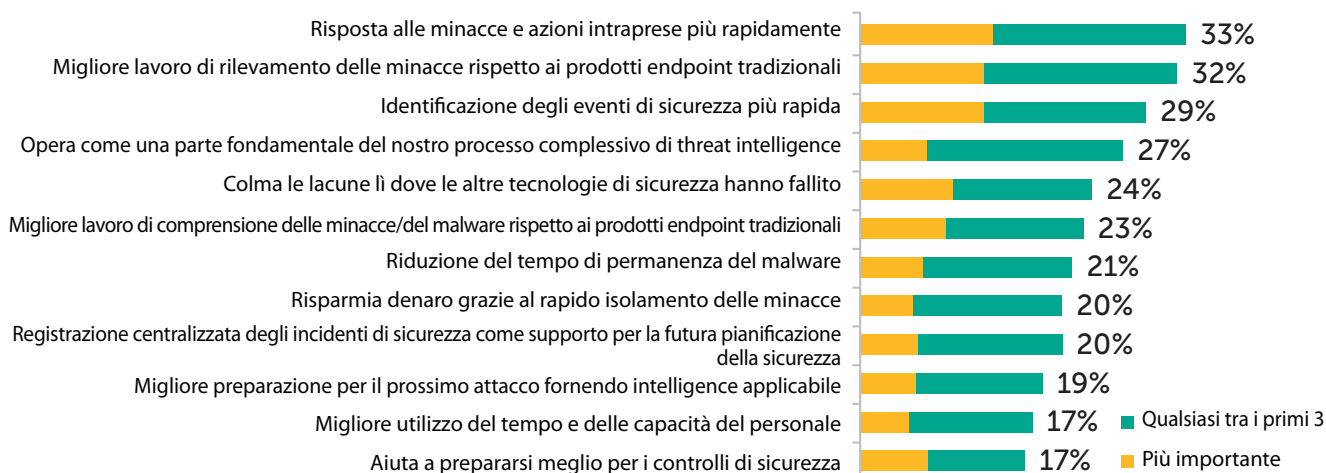 Risposta alle minacce e azioni intraprese più rapidamente 33%
Migliore lavoro di rilevamento delle minacce rispetto ai prodotti endpoint tradizionali 32%
Identificazione degli eventi di sicurezza più rapida 29%
Opera come una parte fondamentale del nostro processo complessivo di threat intelligence 27%
Colma le lacune lì dove le altre tecnologie di sicurezza hanno fallito 24%
Migliore lavoro di comprensione delle minacce/del malware rispetto ai prodotti endpoint tradizionali 23%
Riduzione del tempo di permanenza del malware 21%
Risparmia denaro grazie al rapido isolamento delle minacce 20%
Registrazione centralizzata degli incidenti di sicurezza come supporto per la futura pianificazione
della sicurezza 20%
Migliore preparazione per il prossimo attacco fornendo intelligence applicabile 19%
Migliore utilizzo del tempo e delle capacità del personale 17%
Aiuta a prepararsi meglio per i controlli di sicurezza 17%
Qualsiasi tra i primi 3
Più importante